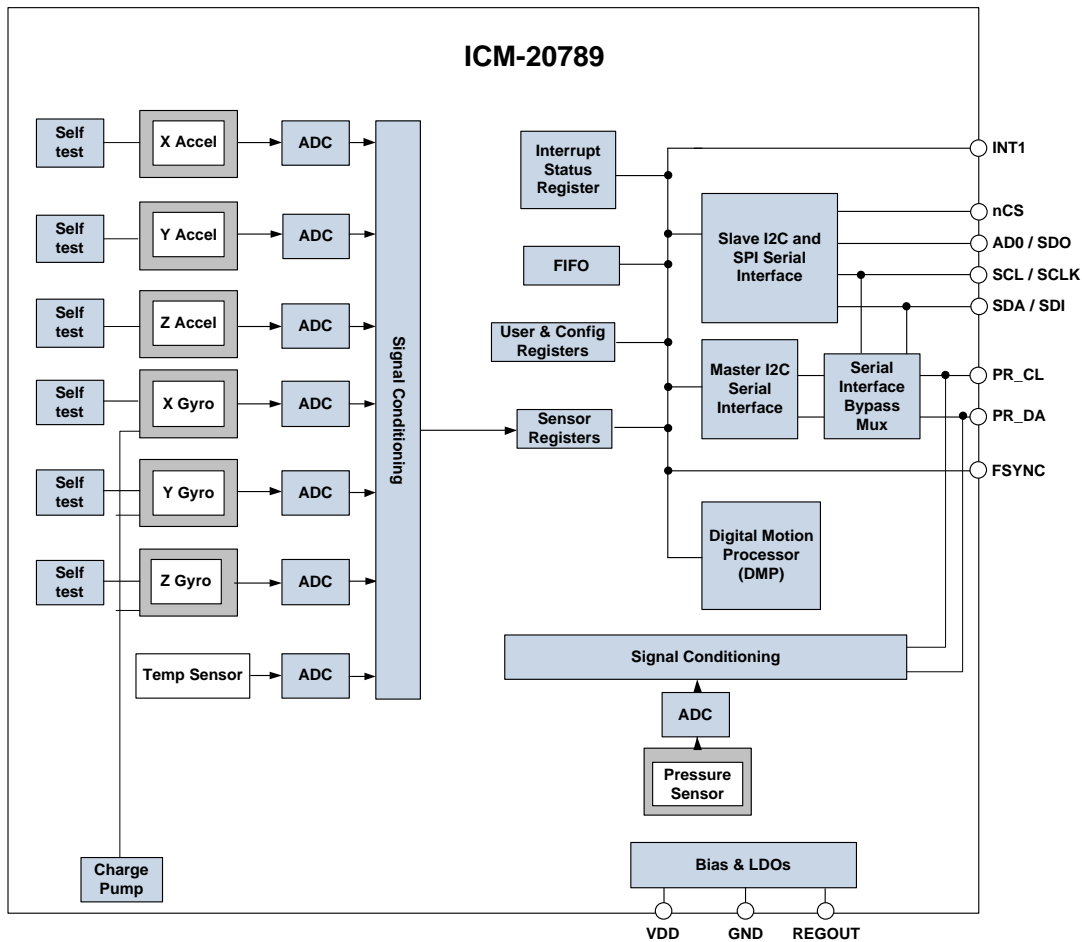 ICM-20789
Self
test
X Accel
ADC
Self
test
Y Accel
ADC
Self
test
Z Accel
ADC
Self
test
X Gyro
ADC
Self
test
Y Gyro
ADC
Self
test
Z Gyro
ADC
Temp Sensor
ADC
Signal Conditioning
Charge
Pump
Interrupt
Status
Register
FIFO
User & Config
Registers
Sensor
Registers
Slave I2C and
SPI Serial
Interface
Master I2C
Serial
Interface
Serial
Interface
Bypass
Mux
Digital Motion
Processor
(DMP)
Signal Conditioning
ADC
Pressure
Sensor
Bias & LDOs
INT1
nCS
AD0 / SDO
SCL / SCLK
SDA / SDI
PR_CL
PR_DA
FSYNC
VDD
GND
REGOUT